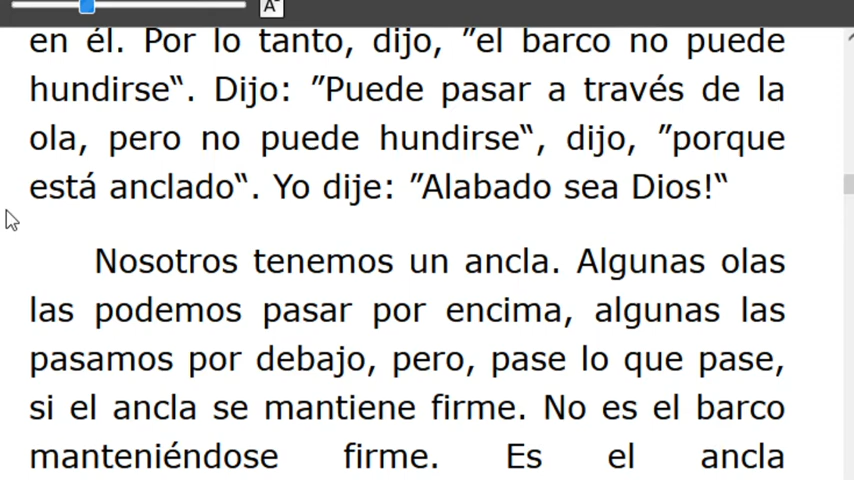 A
en él. Por lo tanto, dijo, ”el barco no puede
hundirse‟. Dijo: ”Puede pasar a través de la
ola, pero no puede hundirse‟, dijo, ”porque
está anclado‟. Yo dije: ”Alabado sea Dios!‟
Nosotros tenemos un ancla. Algunas olas
las podemos pasar por encima, algunas las
pasamos por debajo, pero, pase lo que pase,
si el ancla se mantiene firme. No es el barco
manteniéndose firme. Es el ancla